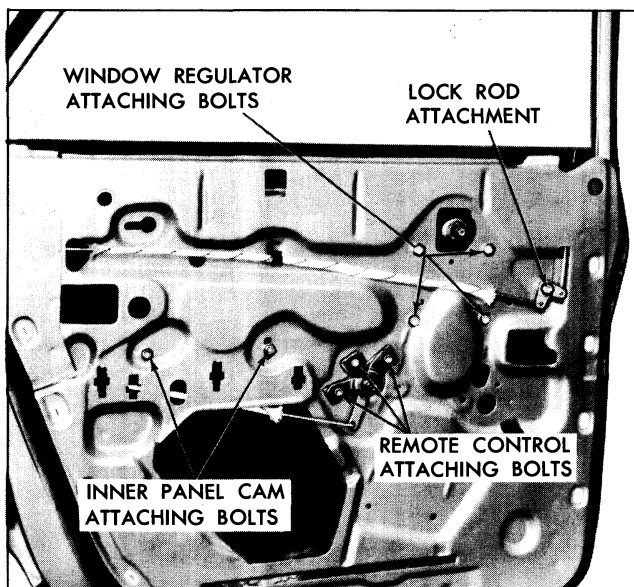 WINDOW REGULATOR
ATTACHING BOLTS
LOCK ROD
ATTACHMENT
REMOTE CONTROL
ATTACHING BOLTS
INNER PANEL CAM
ATTACHING BOLTS